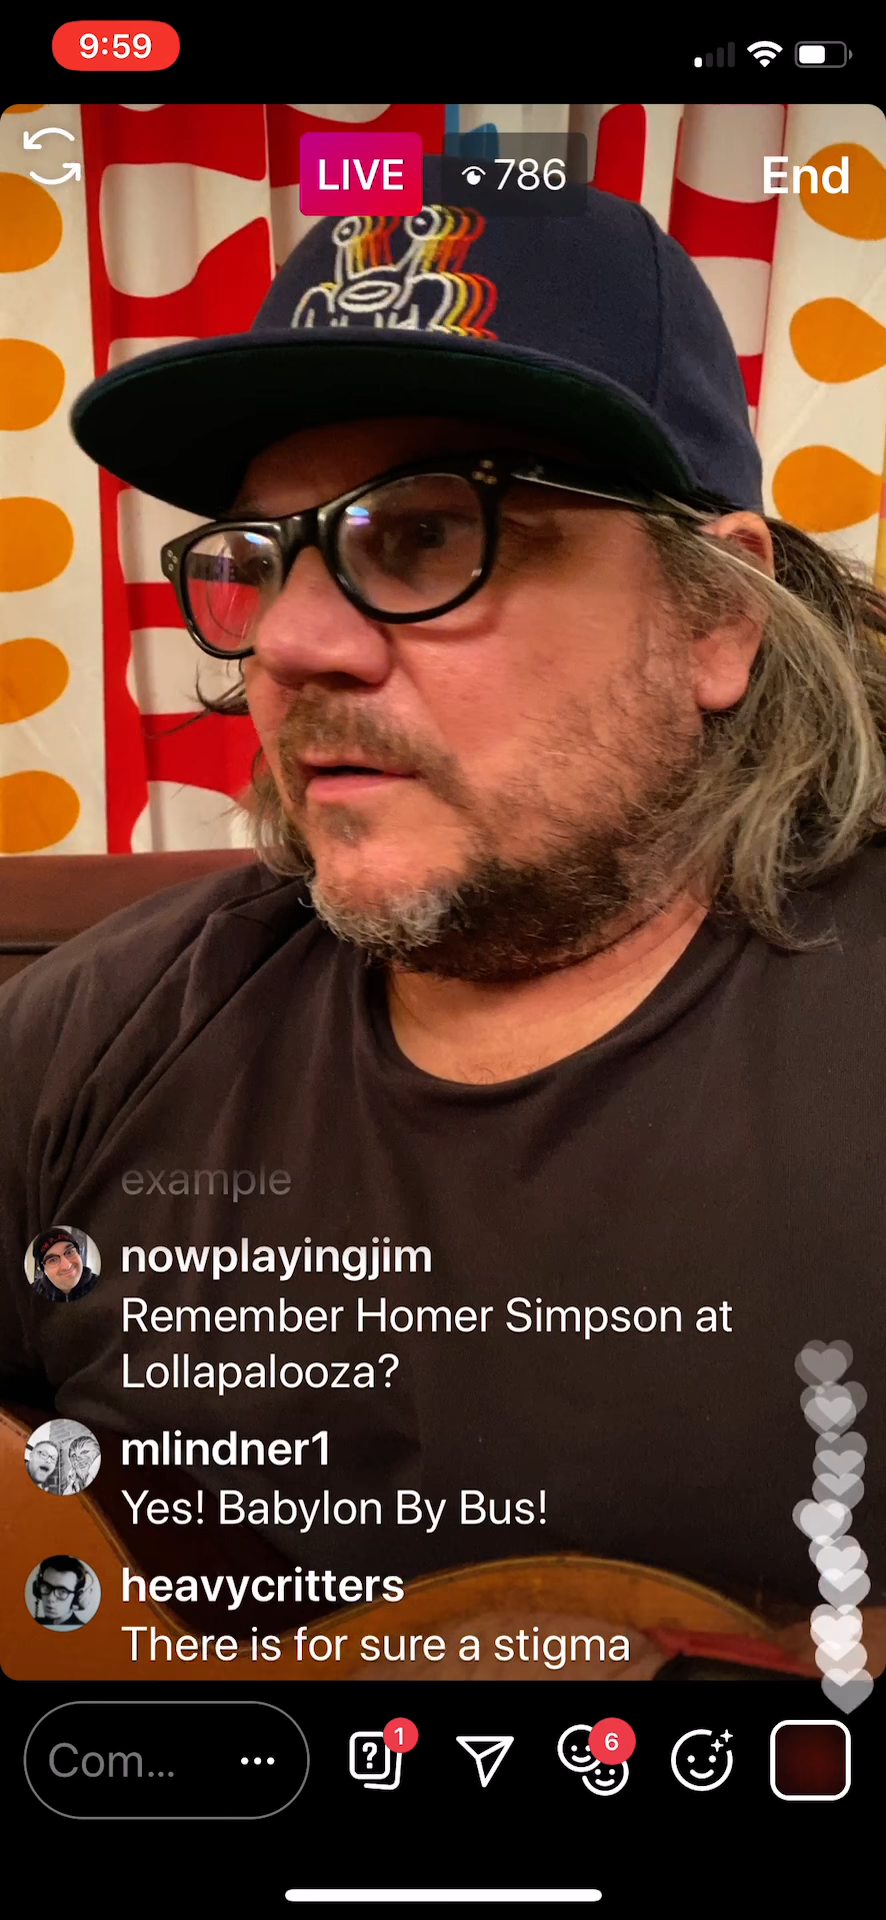 9:59
LIVE
786
End
example
nowplayingjim
Remember Homer Simpson at
Lollapalooza?
mlindner1
Yes! Babylon By Bus!
heavycritters
There is for sure a stigma
Com...
...
?
1
6